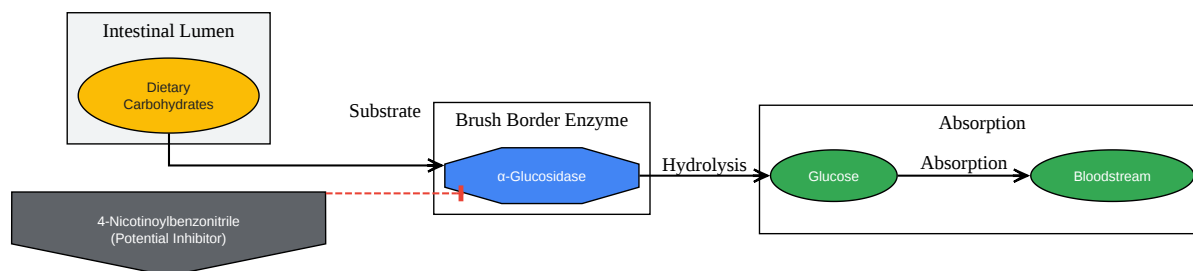 Intestinal Lumen
Dietary
Carbohydrates
Substrate
Brush Border Enzyme
α-Glucosidase
Hydrolysis
Absorption
Glucose
Absorption
Bloodstream
4-Nicotinoylbenzonitrile
(Potential Inhibitor)